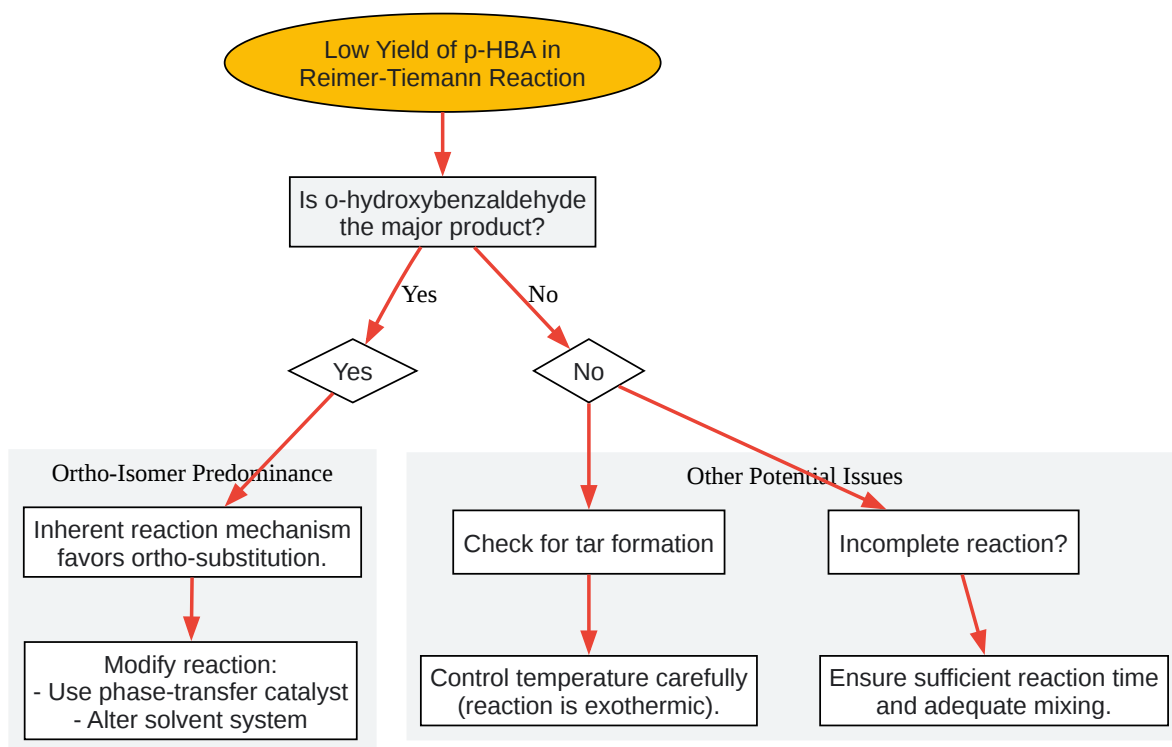 Low Yield of p-HBA in
Reimer-Tiemann Reaction
Is o-hydroxybenzaldehyde
the major product?
Yes
No
Yes
No
Ortho-Isomer Predominance
Other Potential Issues
Inherent reaction mechanism
favors ortho-substitution.
Check for tar formation
Incomplete reaction?
Modify reaction:
- Use phase-transfer catalyst
- Alter solvent system
Control temperature carefully
(reaction is exothermic).
Ensure sufficient reaction time
and adequate mixing.